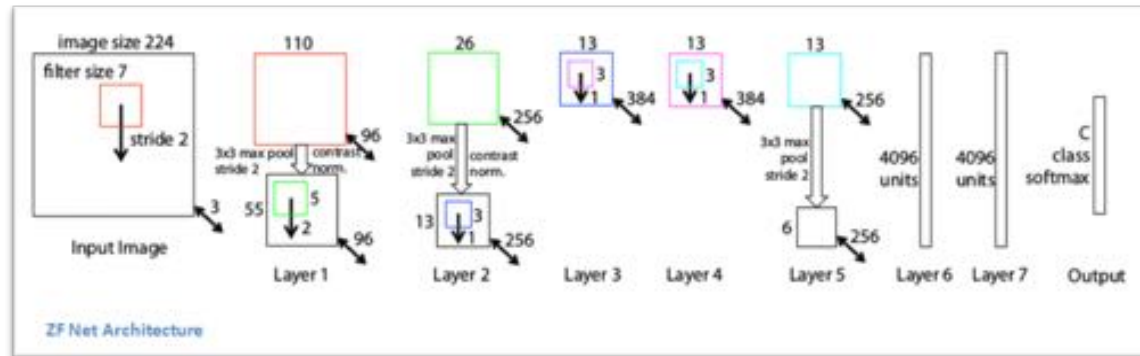 image size 224
filter size 7
stride 2
3
Input Image
110
96
3x3 max pool
stride 2
contrast
norm.
55
5
2
96
Layer 1
26
256
3x3 max
pool
stride 2
contrast
norm.
13
3
1
256
Layer 2
13
3
1
384
Layer 3
13
3
1
384
Layer 4
13
256
3x3 max
pool
stride 2
6
256
Layer 5
4096
units
Layer 6
4096
units
Layer 7
C
class
softmax
Output
ZF Net Architecture